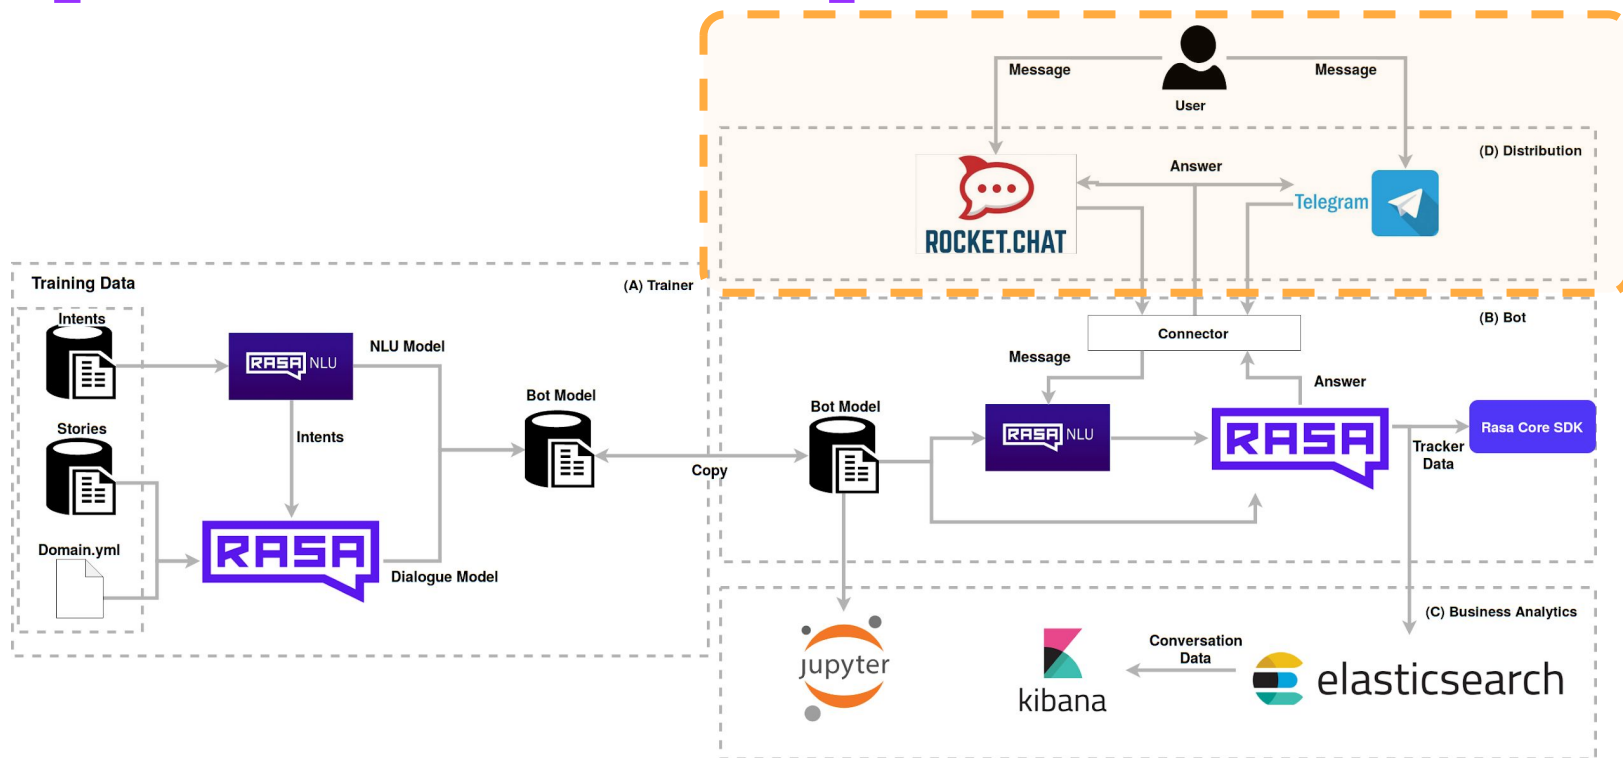 Message
Message
User
(D) Distribution
Answer
Telegram
ROCKET.CHAT
Training Data
(A) Trainer
Intents
NLU Model
RASA NLU
Intents
Stories
Bot Model
Domain.yml
RASA
Dialogue Model
Copy
(B) Bot
Connector
Message
Answer
Bot Model
RASA NLU
RASA
Rasa Core SDK
Tracker
Data
(C) Business Analytics
jupyter
kibana
Conversation
Data
elasticsearch